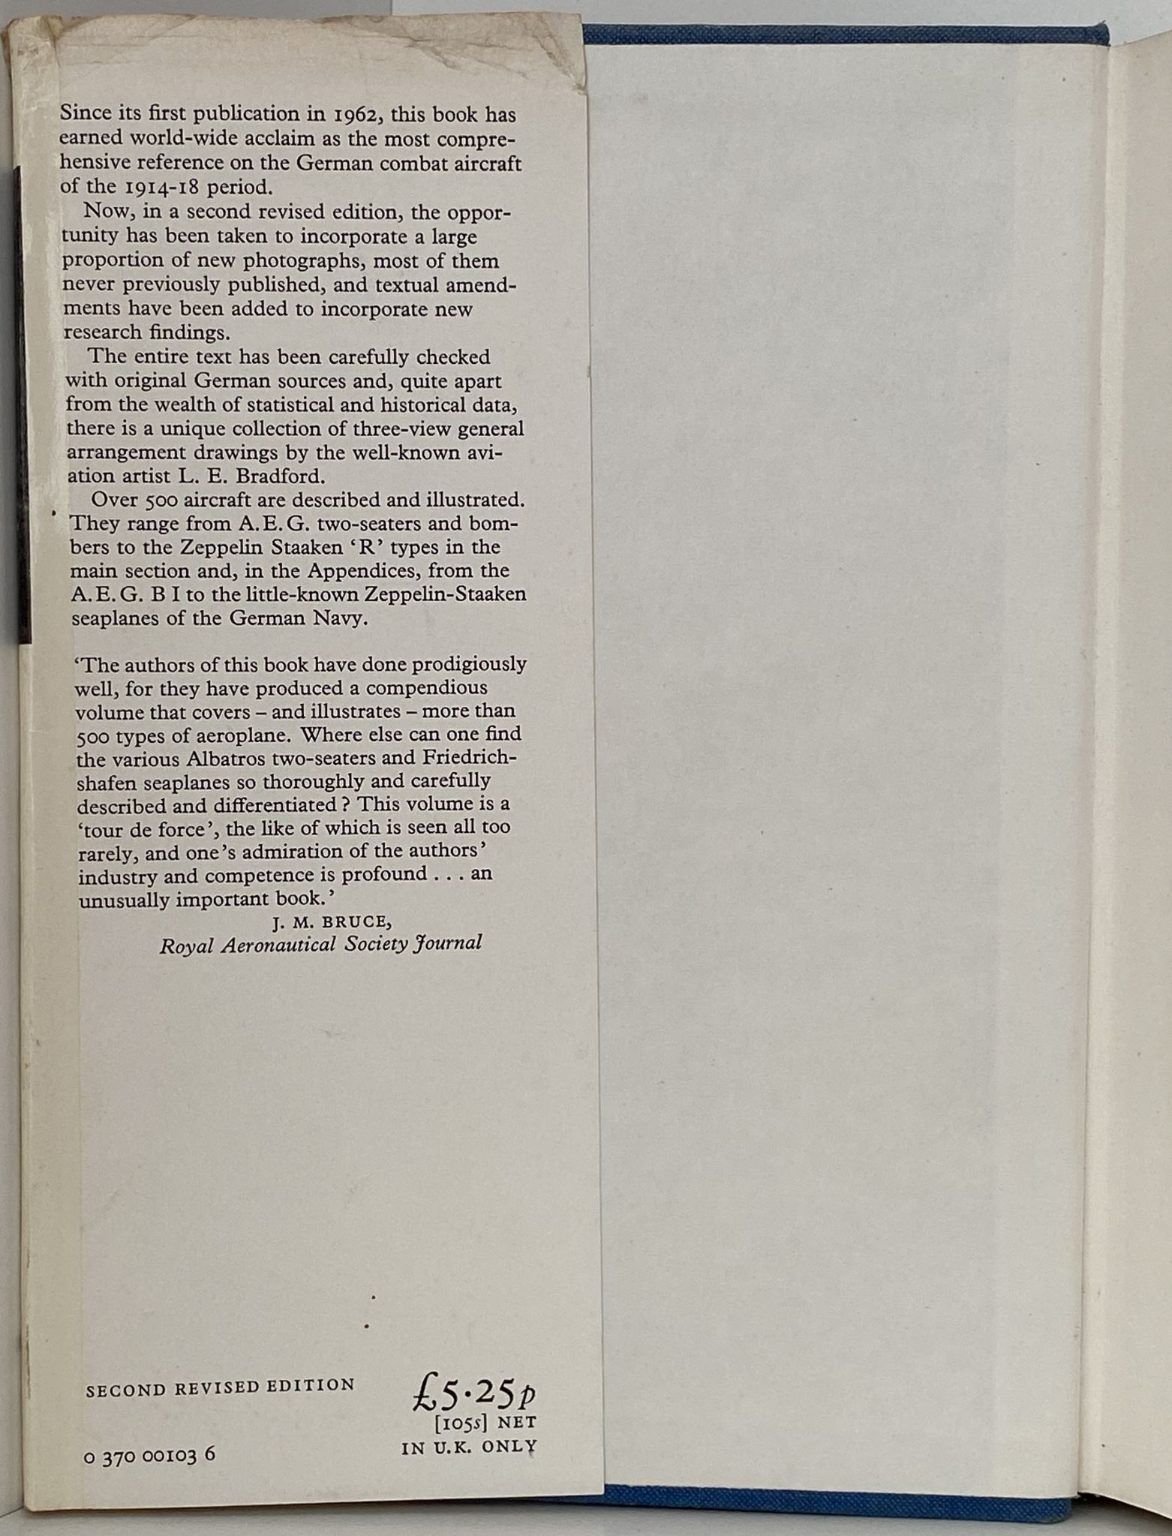 Since its first publication in 1962, this book has
earned world-wide acclaim as the most compre-
hensive reference on the German combat aircraft
of the 1914-18 period.
Now, in a second revised edition, the oppor-
tunity has been taken to incorporate a large
proportion of new photographs, most of them
never previously published, and textual amend-
ments have been added to incorporate new
research findings.
The entire text has been carefully checked
with original German sources and, quite apart
from the wealth of statistical and historical data,
there is a unique collection of three-view general
arrangement drawings by the well-known avi-
ation artist L. E. Bradford.
Over 500 aircraft are described and illustrated.
They range from A.E.G. two-seaters and bom-
bers to the Zeppelin Staaken ‘R’ types in the
main section and, in the Appendices, from the
A.E.G. B I to the little-known Zeppelin-Staaken
seaplanes of the German Navy.
‘The authors of this book have done prodigiously
well, for they have produced a compendious
volume that covers – and illustrates – more than
500 types of aeroplane. Where else can one find
the various Albatros two-seaters and Friedrich-
shafen seaplanes so thoroughly and carefully
described and differentiated? This volume is a
‘tour de force’, the like of which is seen all too
rarely, and one’s admiration of the authors’
industry and competence is profound . . . an
unusually important book.’
J. M. BRUCE,
Royal Aeronautical Society Journal
SECOND REVISED EDITION
£5·25p
[105s] NET
IN U.K. ONLY
0 370 00103 6